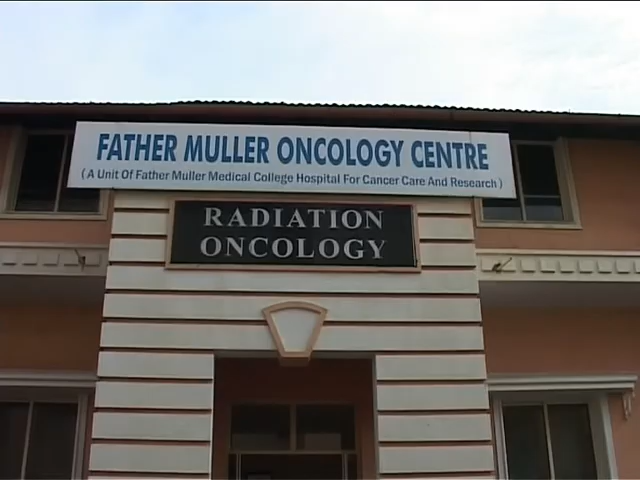 FATHER MULLER ONCOLOGY CENTRE
(A Unit Of Father Muller Medical College Hospital For Cancer Care And Research)
RADIATION
ONCOLOGY